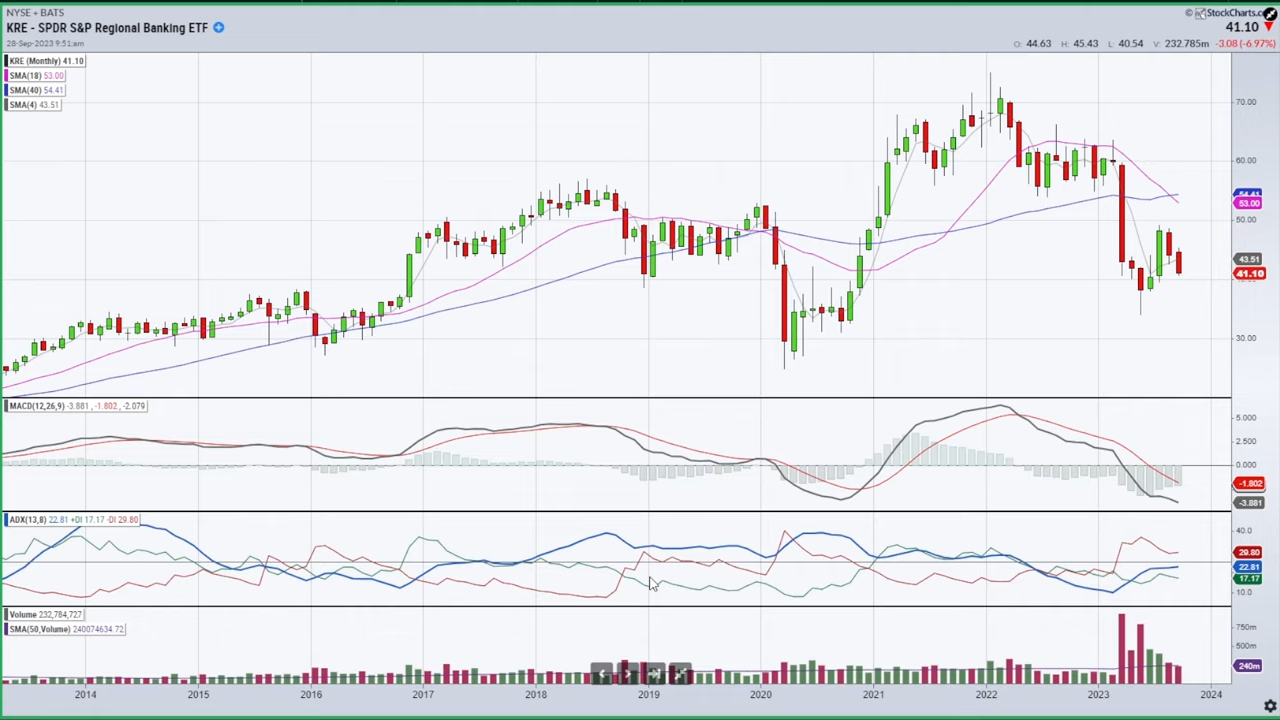 NYSE + BATS
© StockCharts.c
KRE - SPDR S&P Regional Banking ETF
41.10
28-Sep-2023 9:51:am
O: 44.63 H: 45.43 L: 40.54 V: 232.785m -3.08 (-6.97%)
KRE (Monthly) 41.10
SMA(18) 53.00
SMA(40) 54.41
SMA(4) 43.51
70.00
60.00
54.41
53.00
50.00
43.51
41.10
30.00
MACD(12,26,9) -3.881, -1.802, -2.079
5.000
2.500
0.000
-1.802
-3.881
ADX(13,8) 22.81 +DI 17.17 -DI 29.80
40.0
29.80
22.81
17.17
10.0
Volume 232,784,727
SMA(50,Volume) 240074634.72
750m
500m
240m
2014 2015 2016 2017 2018 2019 2020 2021 2022 2023 2024